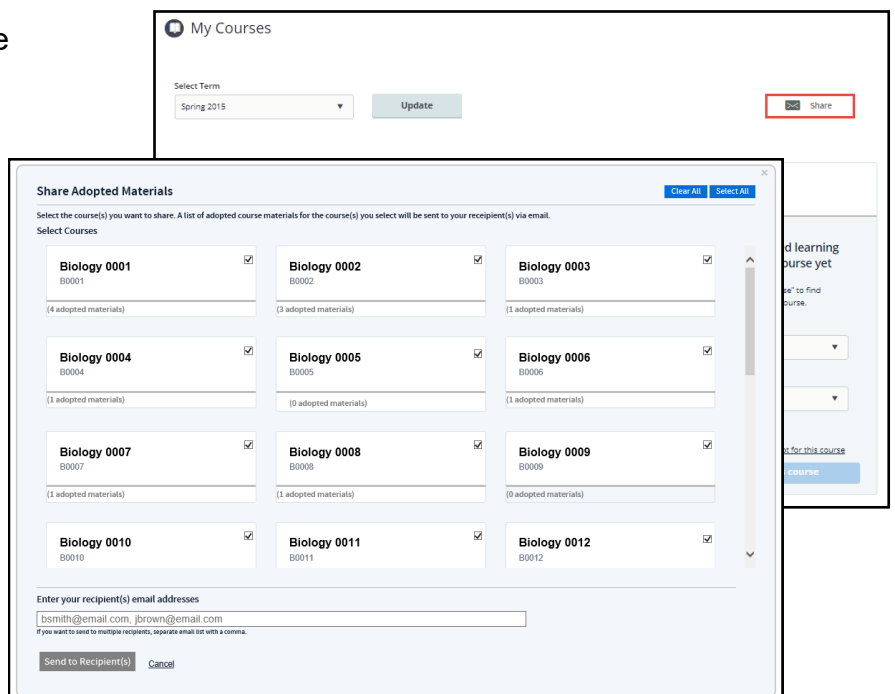 e
My Courses
Select Term
Spring 2015
Update
Share
Share Adopted Materials
Clear All Select All
Select the course(s) you want to share. A list of adopted course materials for the course(s) you select will be sent to your receipient(s) via email.
Select Courses
Biology 0001
B0001
(4 adopted materials)
Biology 0002
B0002
(3 adopted materials)
Biology 0003
B0003
(1 adopted materials)
Biology 0004
B0004
(1 adopted materials)
Biology 0005
B0005
(0 adopted materials)
Biology 0006
B0006
(1 adopted materials)
Biology 0007
B0007
(1 adopted materials)
Biology 0008
B0008
(1 adopted materials)
Biology 0009
B0009
(0 adopted materials)
Biology 0010
B0010
Biology 0011
B0011
Biology 0012
B0012
Enter your recipient(s) email addresses
bsmith@email.com, jbrown@email.com
If you want to send to multiple recipients, separate email list with a comma.
Send to Recipient(s) Cancel
d learning
ourse yet
se" to find
ourse.
ot for this course
course